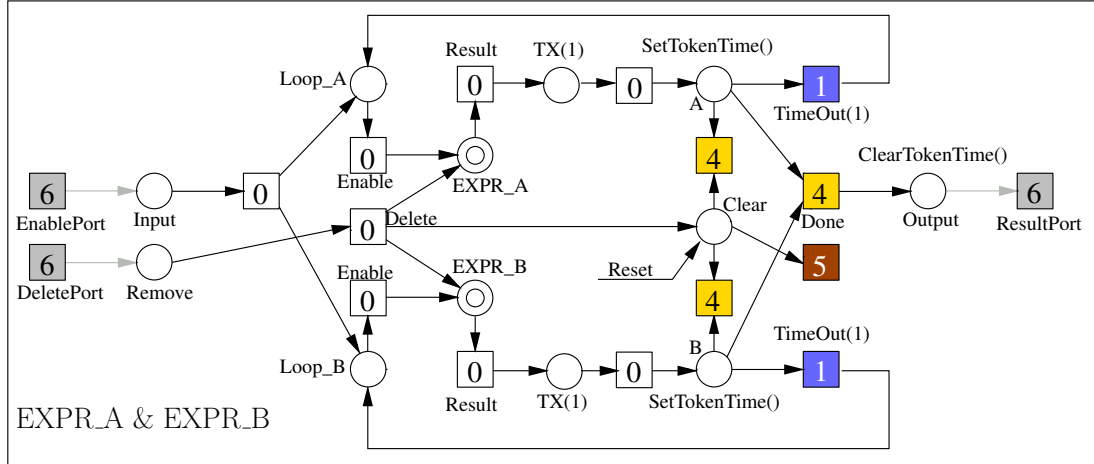 Result
TX(1)
SetTokenTime()
Loop_A
0
0
1
A
TimeOut(1)
0
4
ClearTokenTime()
Enable
EXPR_A
6
0
4
6
EnablePort
Input
Delete
Clear
Done
Output
ResultPort
0
6
5
DeletePort
Remove
Enable
EXPR_B
Reset
0
4
TimeOut(1)
B
Loop_B
0
0
1
Result
TX(1)
SetTokenTime()
EXPR_A & EXPR_B